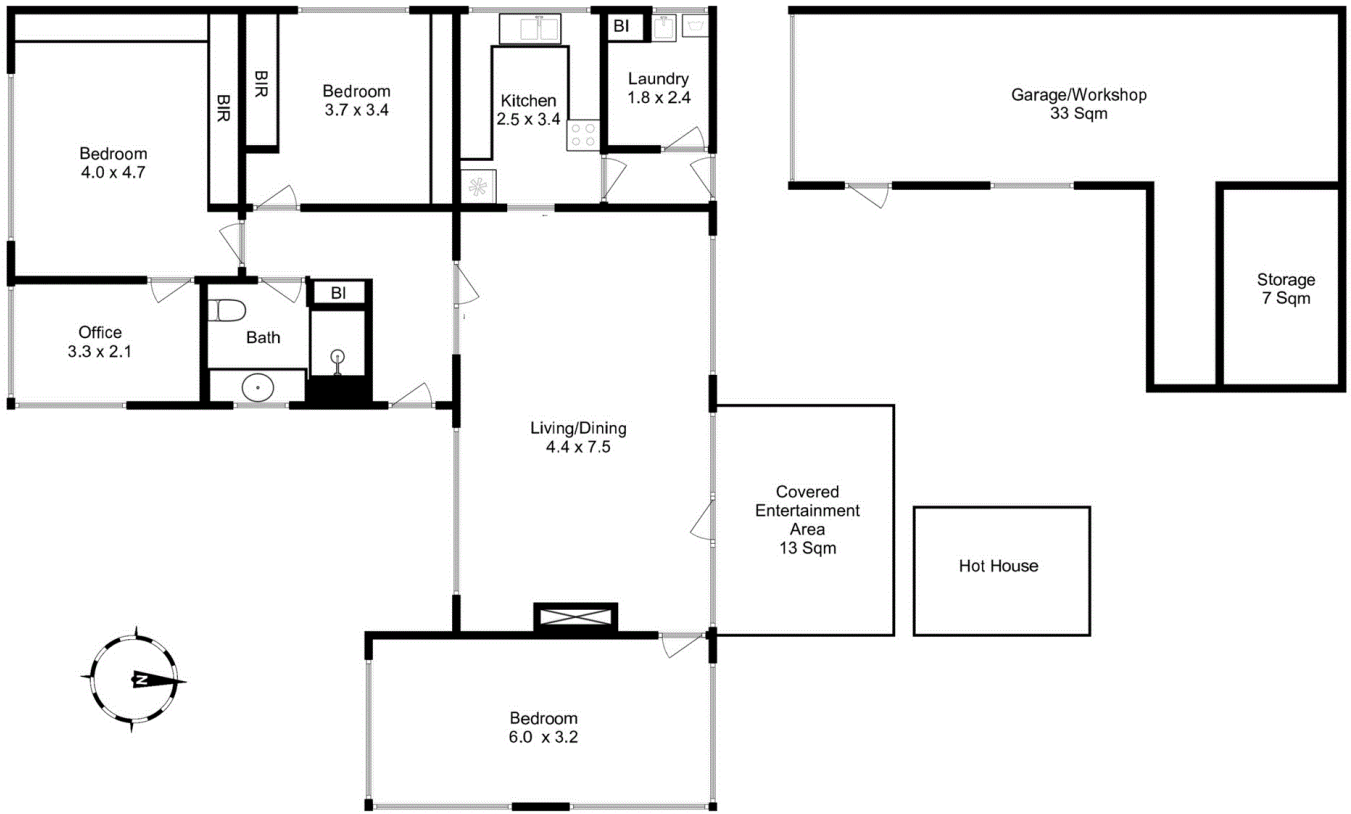 BI
Laundry
1.8 x 2.4
BIR
BIR
Bedroom
3.7 x 3.4
Kitchen
2.5 x 3.4
Garage/Workshop
33 Sqm
Bedroom
4.0 x 4.7
Storage
7 Sqm
BI
Office
3.3 x 2.1
Bath
Living/Dining
4.4 x 7.5
Covered
Entertainment
Area
13 Sqm
Hot House
N
Bedroom
6.0 x 3.2